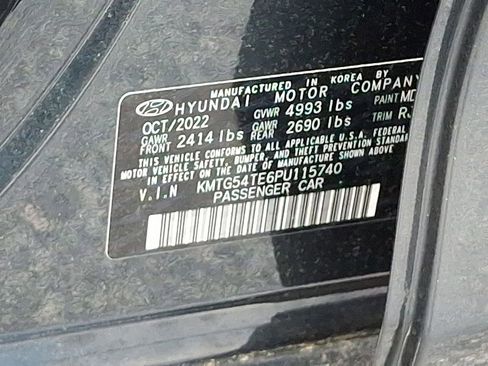 MANUFACTURED IN KOREA BY
HYUNDAI MOTOR COMPANY
OCT/2022 GVWR 4993 lbs PAINT MD
GAWR FRONT 2414 lbs GAWR REAR 2690 lbs TRIM RJ
THIS VEHICLE CONFORMS TO ALL APPLICABLE U.S.A. FEDERAL
MOTOR VEHICLE SAFETY, BUMPER, AND THEFT PREVENTION STANDARDS
IN EFFECT ON THE DATE OF MANUFACTURE SHOWN ABOVE.
V.I.N KMTG54TE6PU115740
PASSENGER CAR